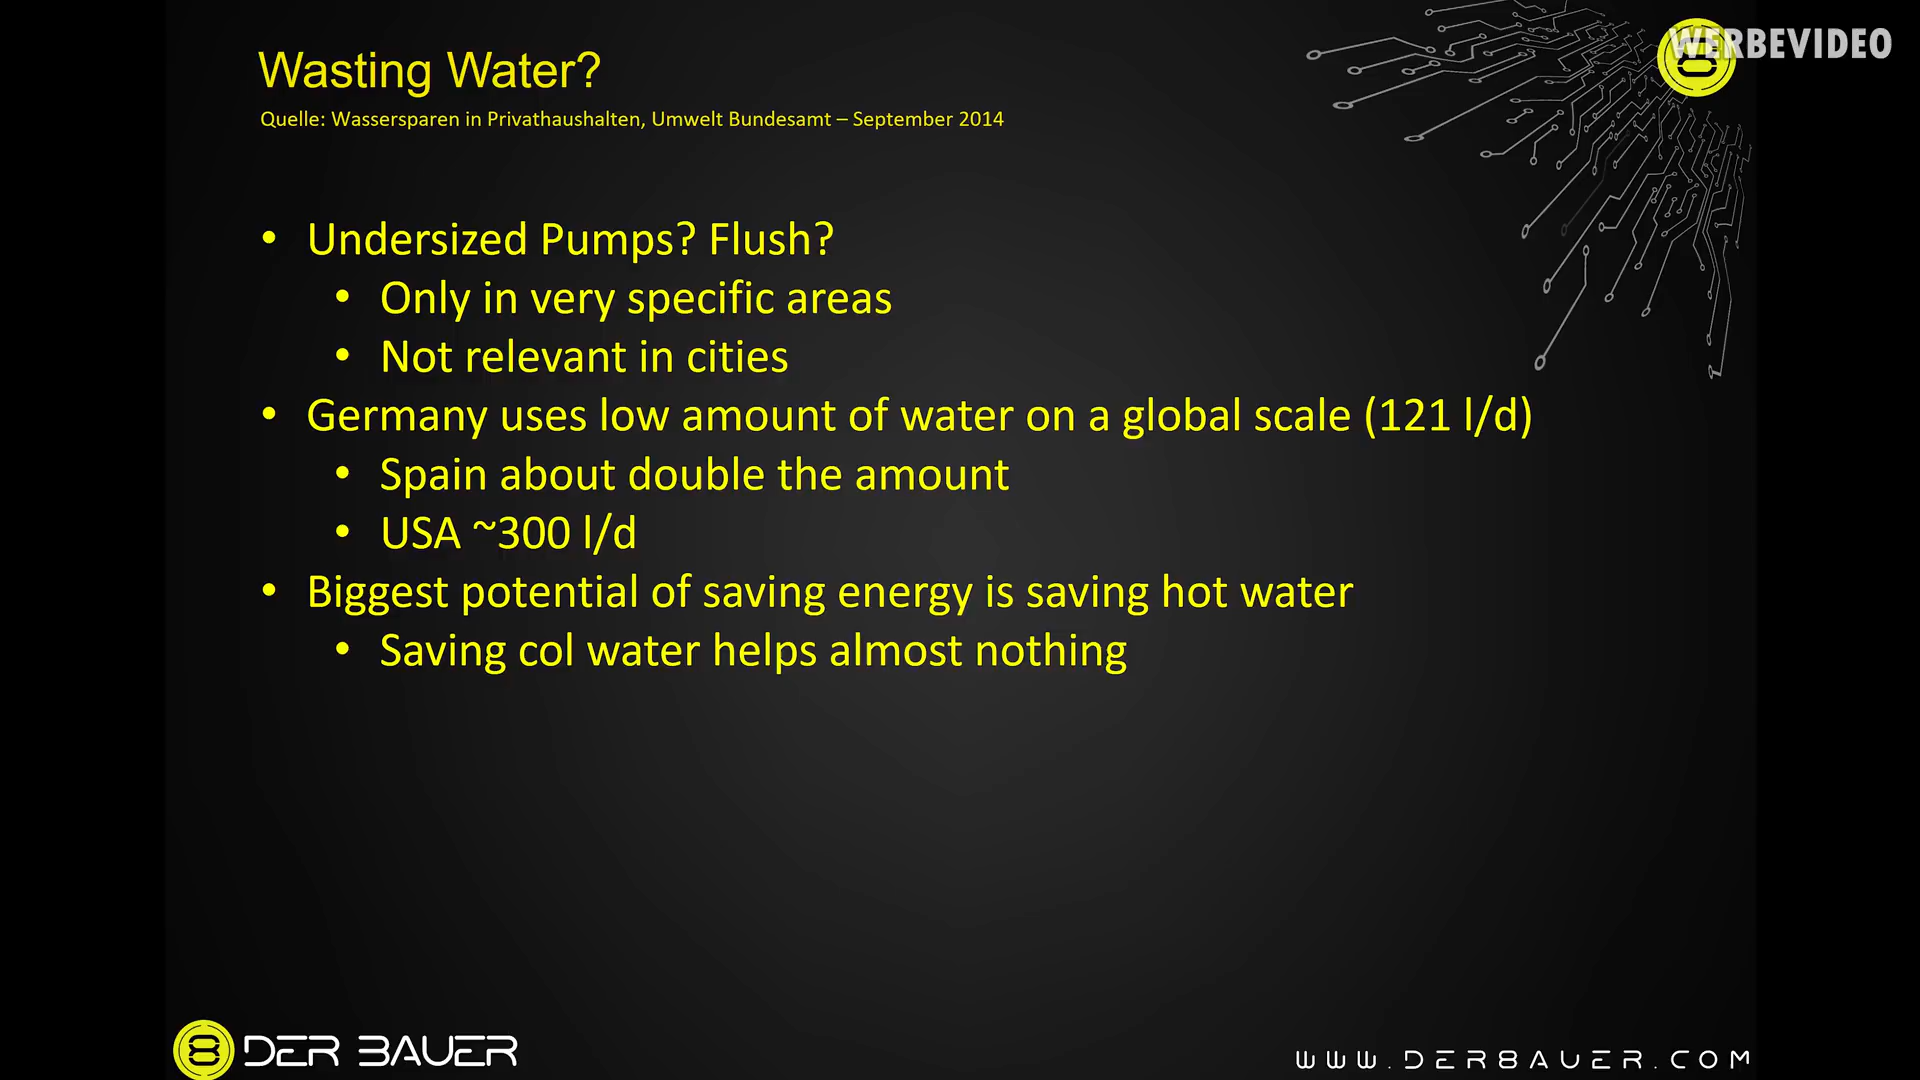 WERBEVIDEO
Wasting Water?
Quelle: Wassersparen in Privathaushalten, Umwelt Bundesamt – September 2014
• Undersized Pumps? Flush?
• Only in very specific areas
• Not relevant in cities
• Germany uses low amount of water on a global scale (121 l/d)
• Spain about double the amount
• USA ~300 l/d
• Biggest potential of saving energy is saving hot water
• Saving col water helps almost nothing
DER BAUER
WWW.DER8AUER.COM